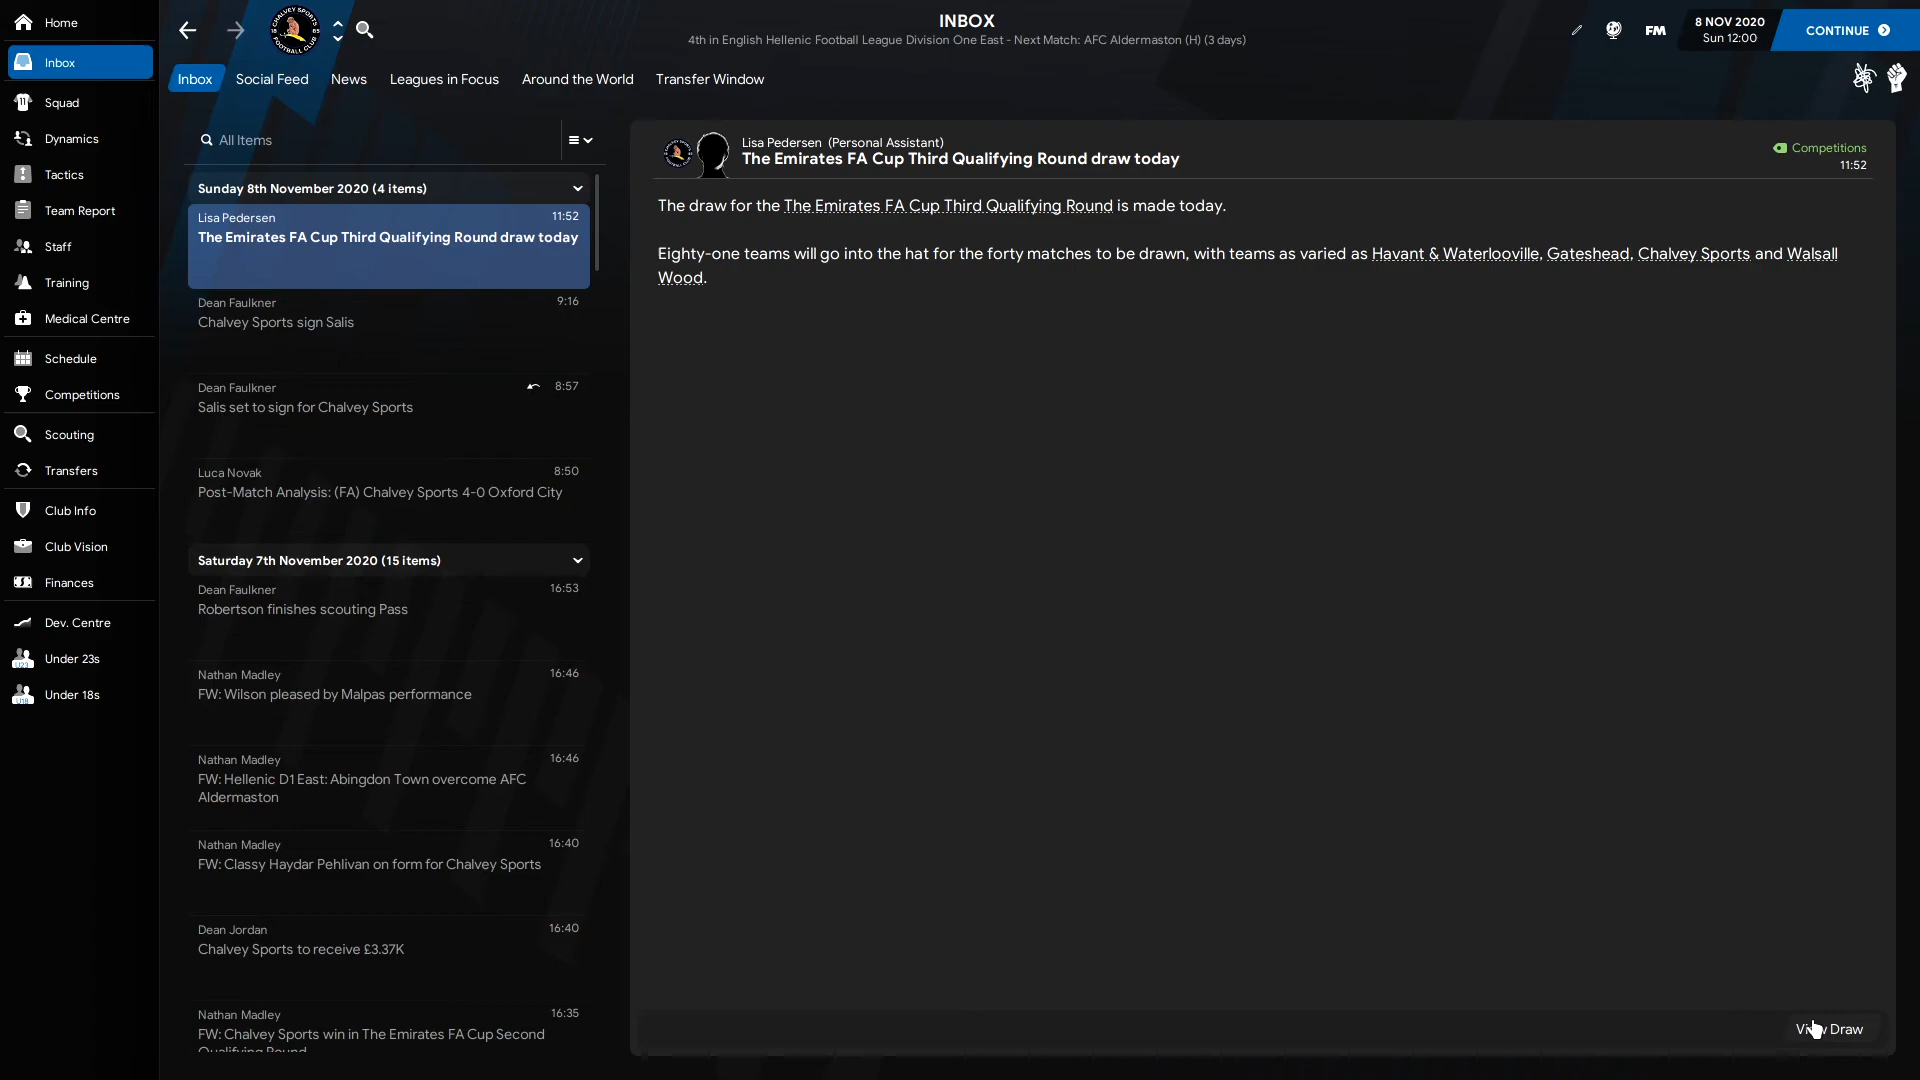 Home
Inbox
Squad
Dynamics
Tactics
Team Report
Staff
Training
Medical Centre
Schedule
Competitions
Scouting
Transfers
Club Info
Club Vision
Finances
Dev. Centre
Under 23s
Under 18s
CHALVEY SPORTS
18 85
FOOTBALL CLUB
INBOX
4th in English Hellenic Football League Division One East - Next Match: AFC Aldermaston (H) (3 days)
FM
8 NOV 2020
Sun 12:00
CONTINUE
Inbox Social Feed News Leagues in Focus Around the World Transfer Window
All Items
Sunday 8th November 2020 (4 items)
Lisa Pedersen 11:52
The Emirates FA Cup Third Qualifying Round draw today
Dean Faulkner 9:16
Chalvey Sports sign Salis
Dean Faulkner 8:57
Salis set to sign for Chalvey Sports
Luca Novak 8:50
Post-Match Analysis: (FA) Chalvey Sports 4-0 Oxford City
Saturday 7th November 2020 (15 items)
Dean Faulkner 16:53
Robertson finishes scouting Pass
Nathan Madley 16:46
FW: Wilson pleased by Malpas performance
Nathan Madley 16:46
FW: Hellenic D1 East: Abingdon Town overcome AFC
Aldermaston
Nathan Madley 16:40
FW: Classy Haydar Pehlivan on form for Chalvey Sports
Dean Jordan 16:40
Chalvey Sports to receive £3.37K
Nathan Madley 16:35
FW: Chalvey Sports win in The Emirates FA Cup Second
Qualifying Round
Lisa Pedersen (Personal Assistant)
The Emirates FA Cup Third Qualifying Round draw today
Competitions
11:52
The draw for the The Emirates FA Cup Third Qualifying Round is made today.
Eighty-one teams will go into the hat for the forty matches to be drawn, with teams as varied as Havant & Waterlooville, Gateshead, Chalvey Sports and Walsall
Wood.
View Draw